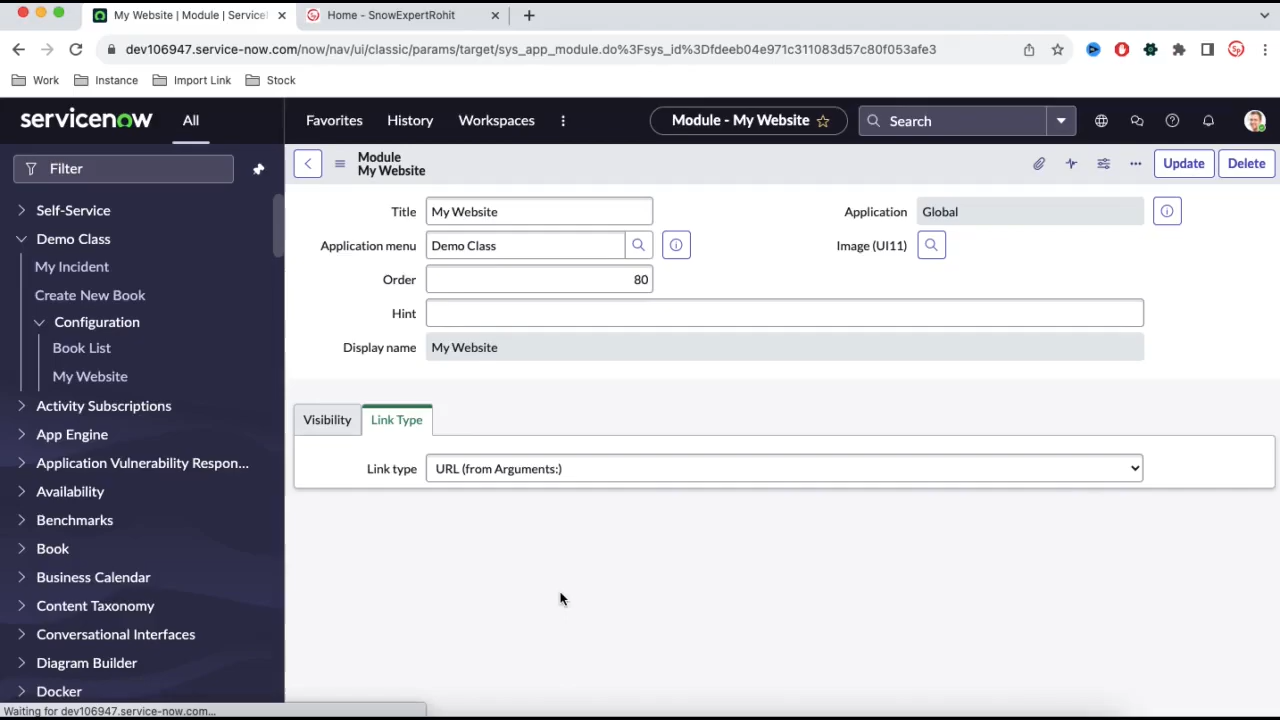 My Website | Module | Service!
Home - SnowExpertRohit
dev106947.service-now.com/now/nav/ui/classic/params/target/sys_app_module.do%3Fsys_id%3Dfdeeb04e971c311083d57c80f053afe3
Work Instance Import Link Stock
servicenow All Favorites History Workspaces Module - My Website Search
Filter
Module
My Website
Update Delete
Self-Service
Demo Class
My Incident
Create New Book
Configuration
Book List
My Website
Activity Subscriptions
App Engine
Application Vulnerability Respon...
Availability
Benchmarks
Book
Business Calendar
Content Taxonomy
Conversational Interfaces
Diagram Builder
Docker
Title My Website Application Global
Application menu Demo Class Image (UI11)
Order 80
Hint
Display name My Website
Visibility Link Type
Link type URL (from Arguments:)
Waiting for dev106947.service-now.com...